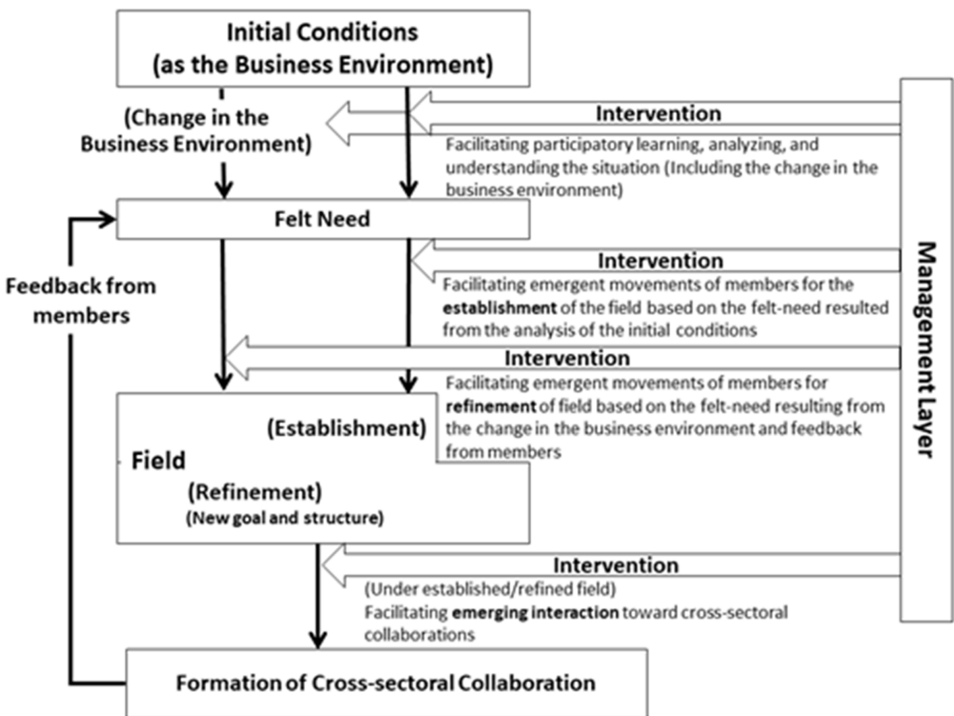 Initial Conditions
(as the Business Environment)
(Change in the
Business Environment)
Intervention
Facilitating participatory learning, analyzing, and
understanding the situation (Including the change in the
business environment)
Felt Need
Intervention
Facilitating emergent movements of members for the
establishment of the field based on the felt-need resulted
from the analysis of the initial conditions
Feedback from
members
Intervention
Facilitating emergent movements of members for
refinement of field based on the felt-need resulting from
the change in the business environment and feedback
from members
(Establishment)
Field
(Refinement)
(New goal and structure)
Intervention
(Under established/refined field)
Facilitating emerging interaction toward cross-sectoral
collaborations
Formation of Cross-sectoral Collaboration
Management Layer